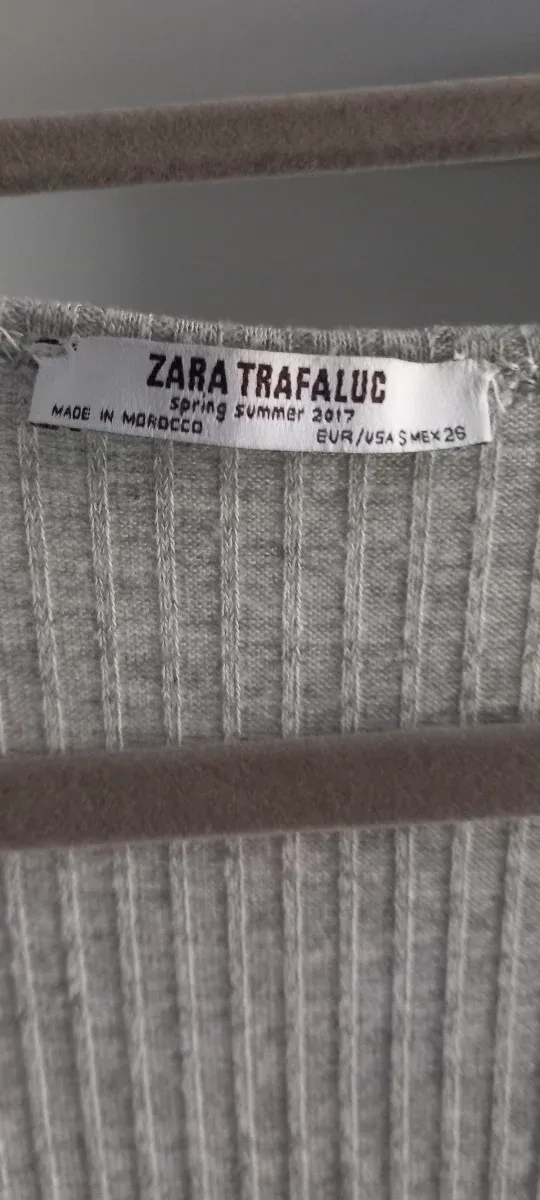 ZARA TRAFALUC
spring summer 2017
MADE IN MOROCCO
EUR/USA S MEX 26